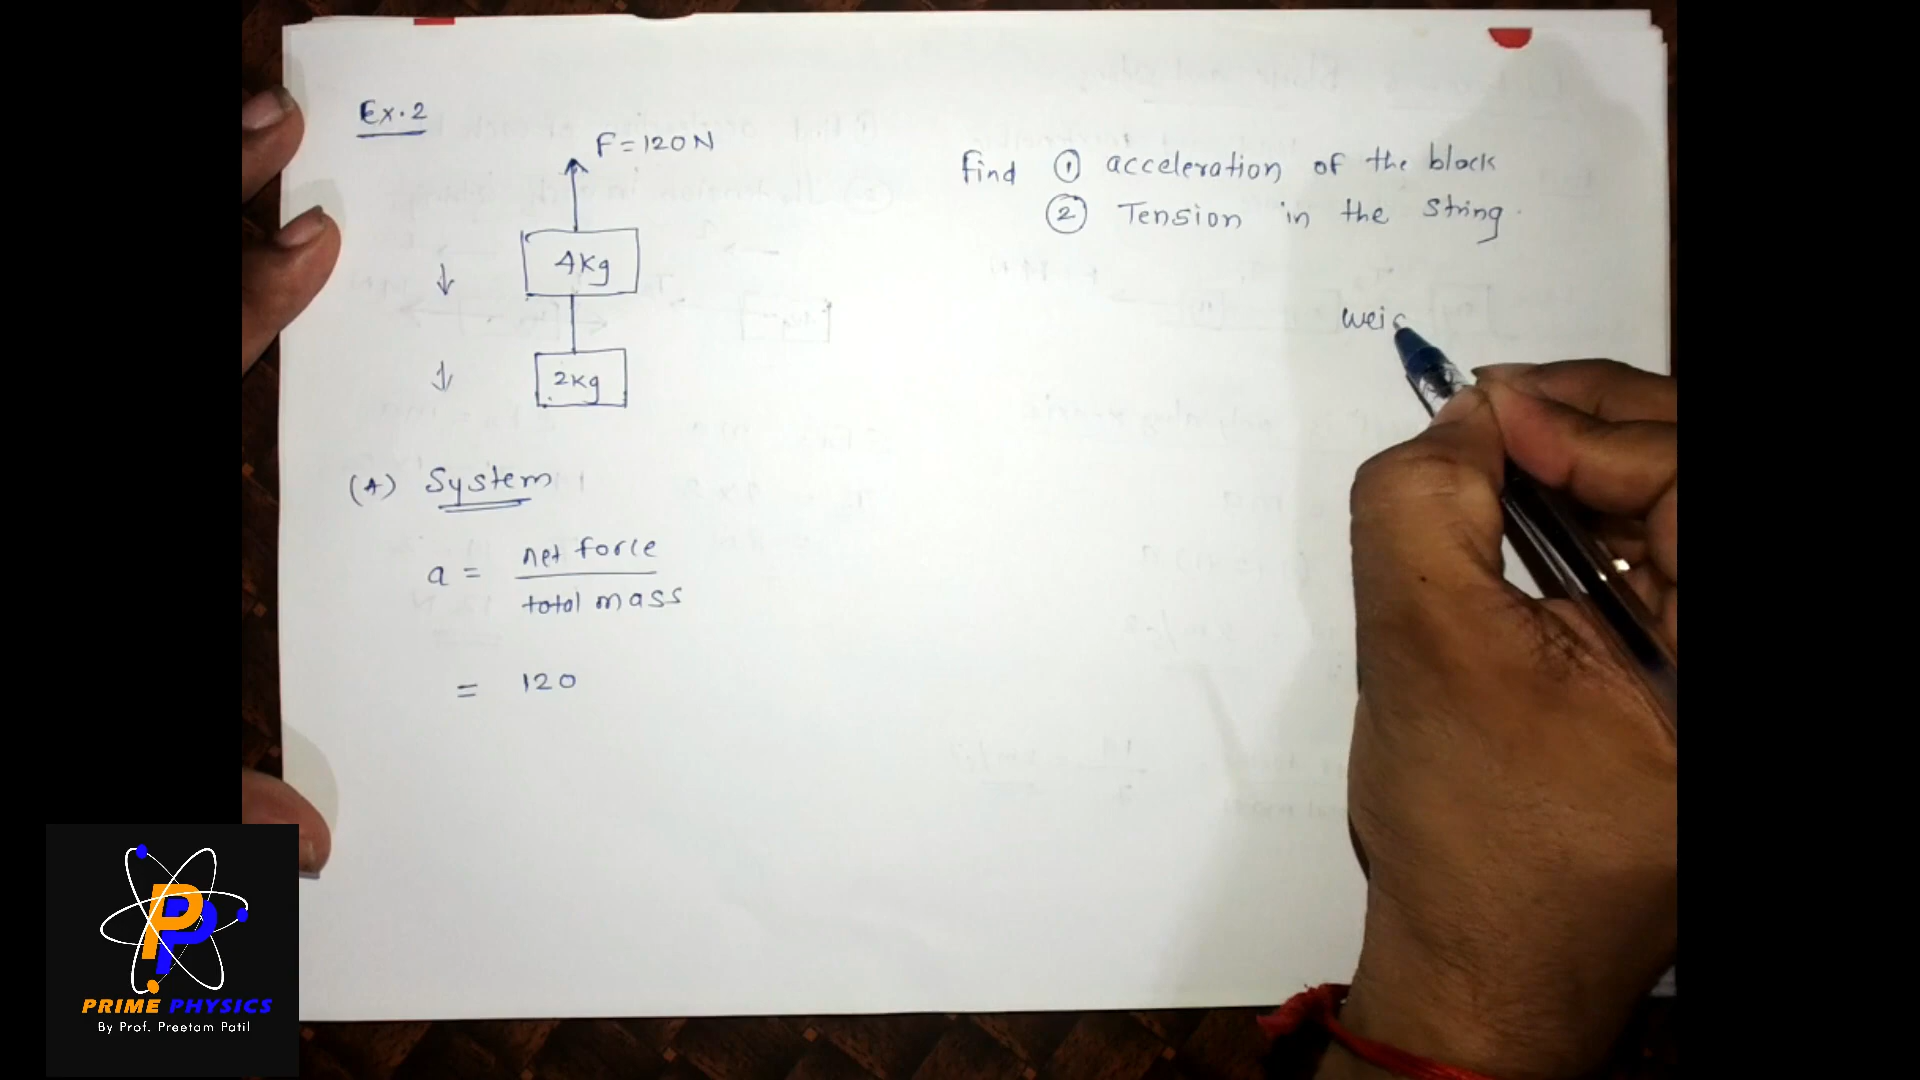 Ex.2
F = 120 N
4kg
2kg
Find ① acceleration of the block
② Tension in the string.
wei
(A) System
a = net force
total mass
= 120
PP
PRIME PHYSICS
By Prof. Preetam Patil